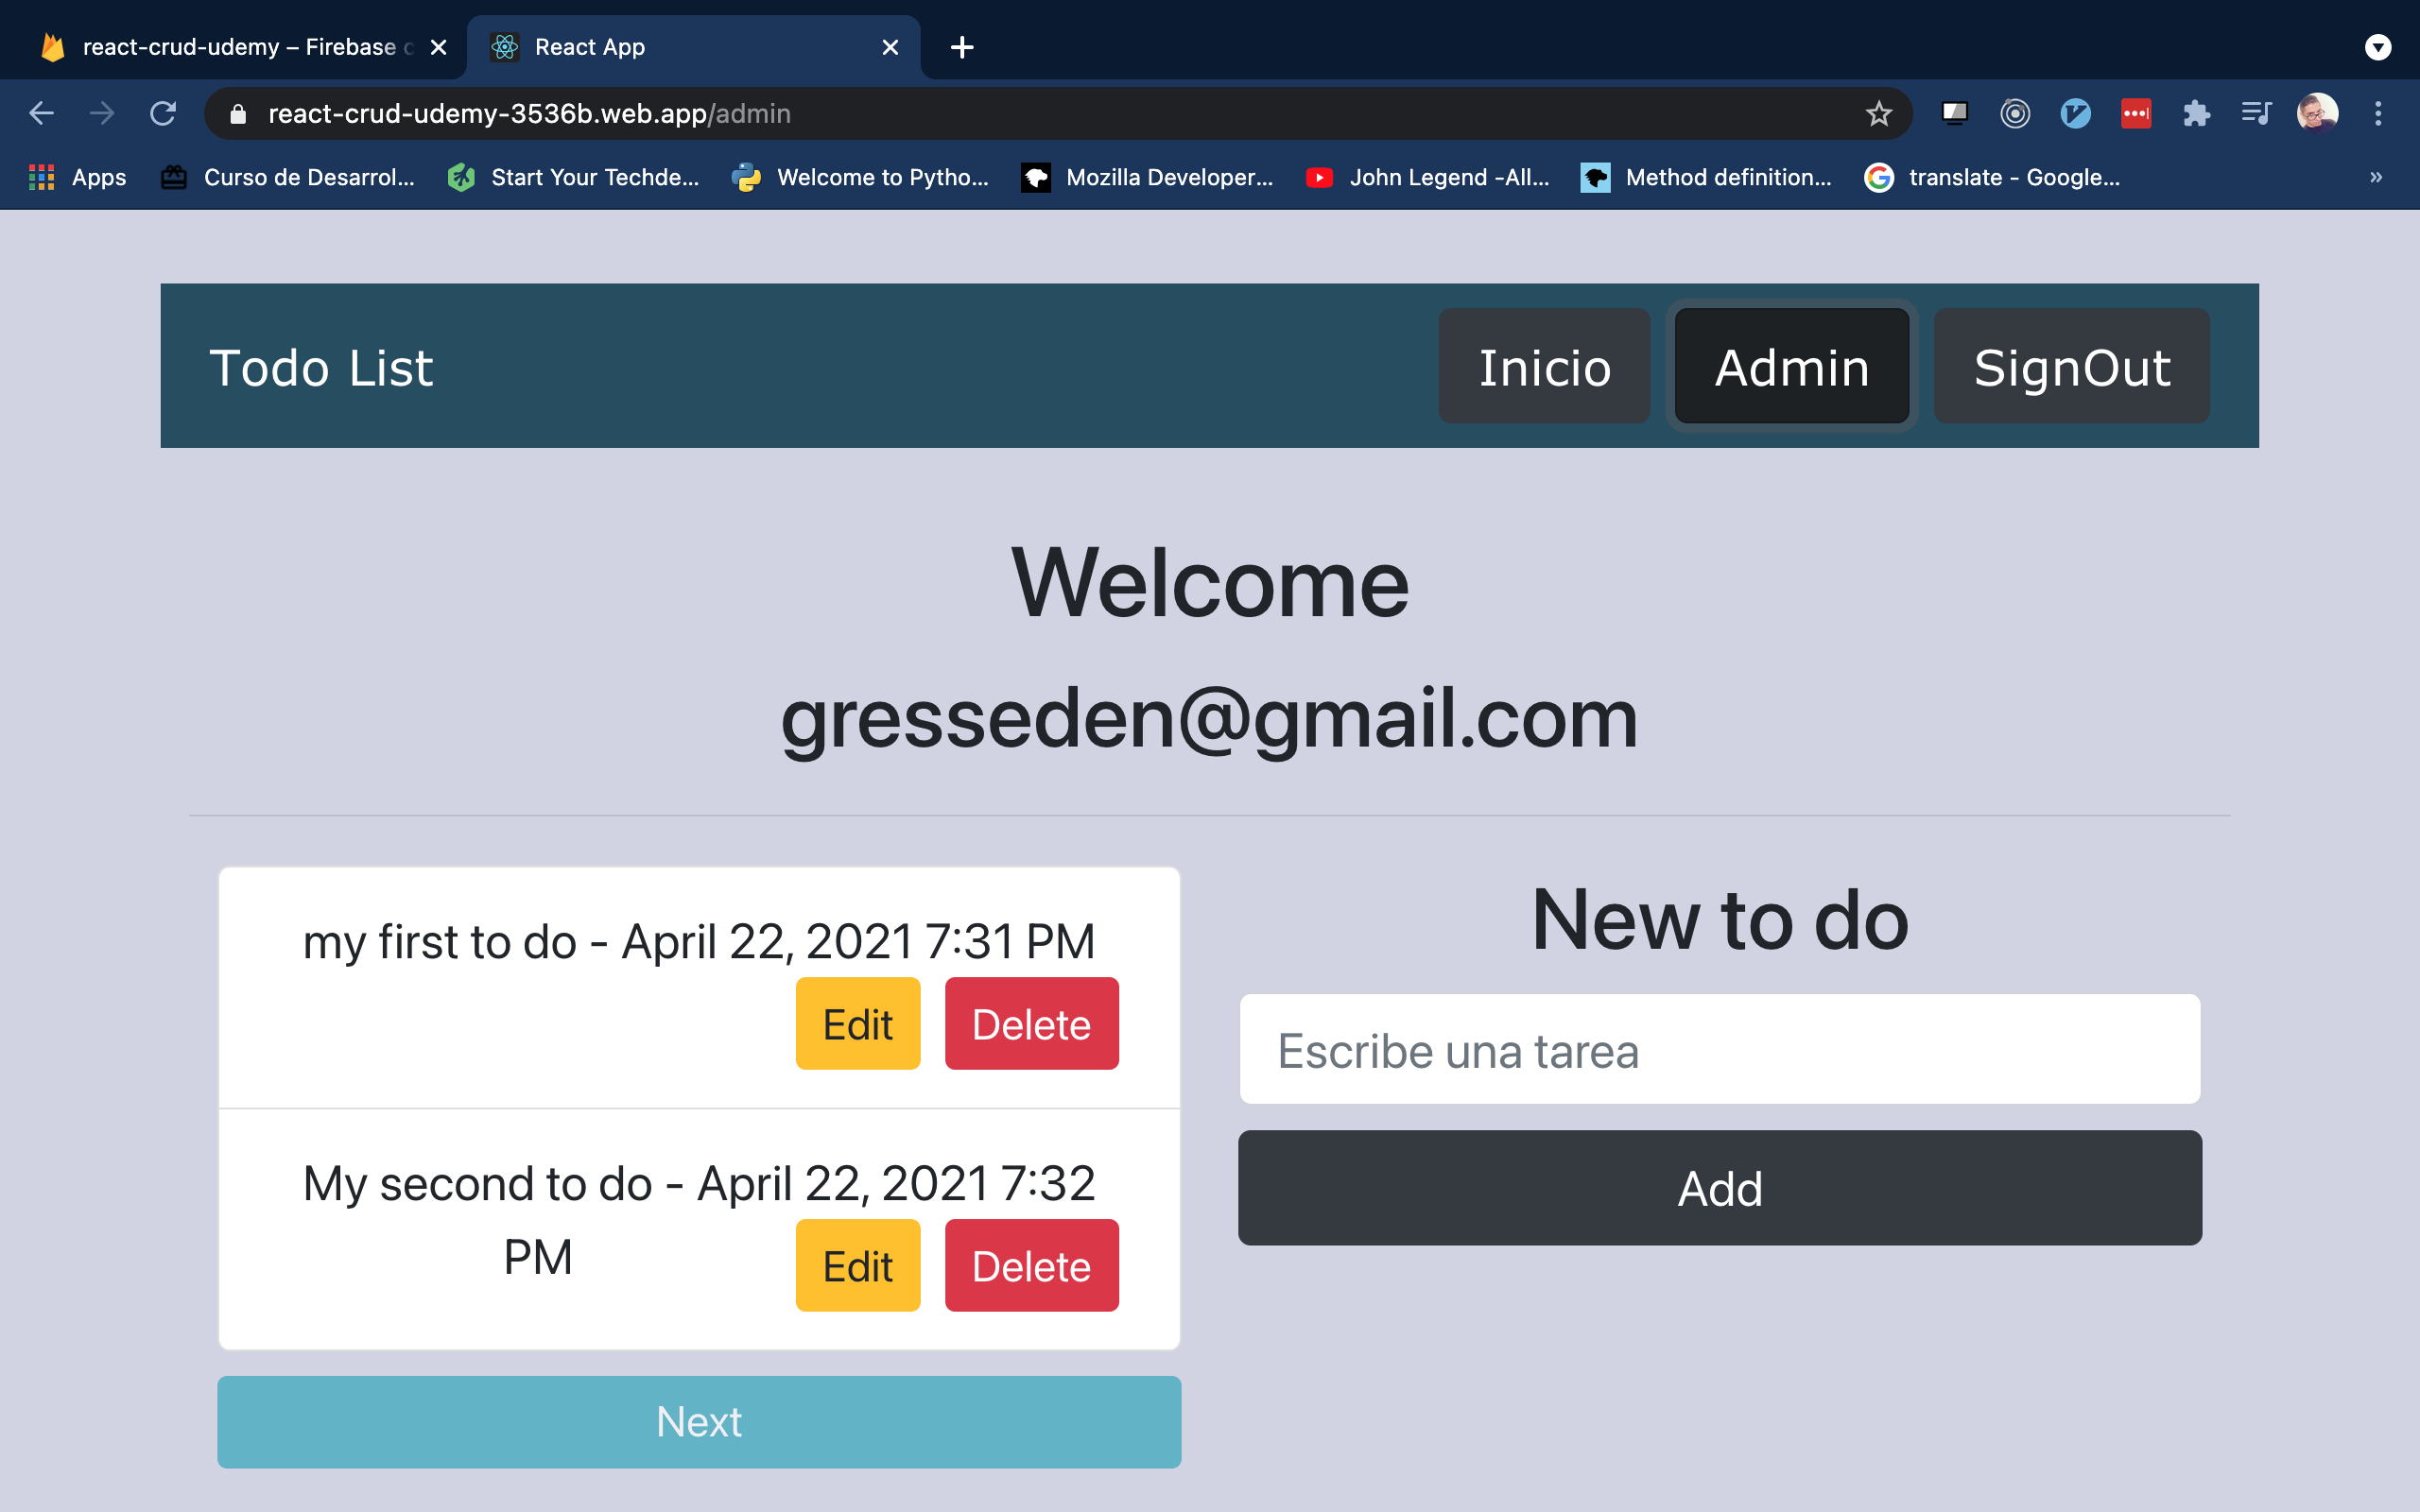 react-crud-udemy – Firebase c
React App
react-crud-udemy-3536b.web.app/admin
Apps
Curso de Desarrol...
Start Your Techde...
Welcome to Pytho...
Mozilla Developer...
John Legend -All...
Method definition...
translate - Google...
Todo List
Inicio
Admin
SignOut
Welcome
gresseden@gmail.com
my first to do - April 22, 2021 7:31 PM
Edit
Delete
My second to do - April 22, 2021 7:32
PM
Edit
Delete
Next
New to do
Escribe una tarea
Add